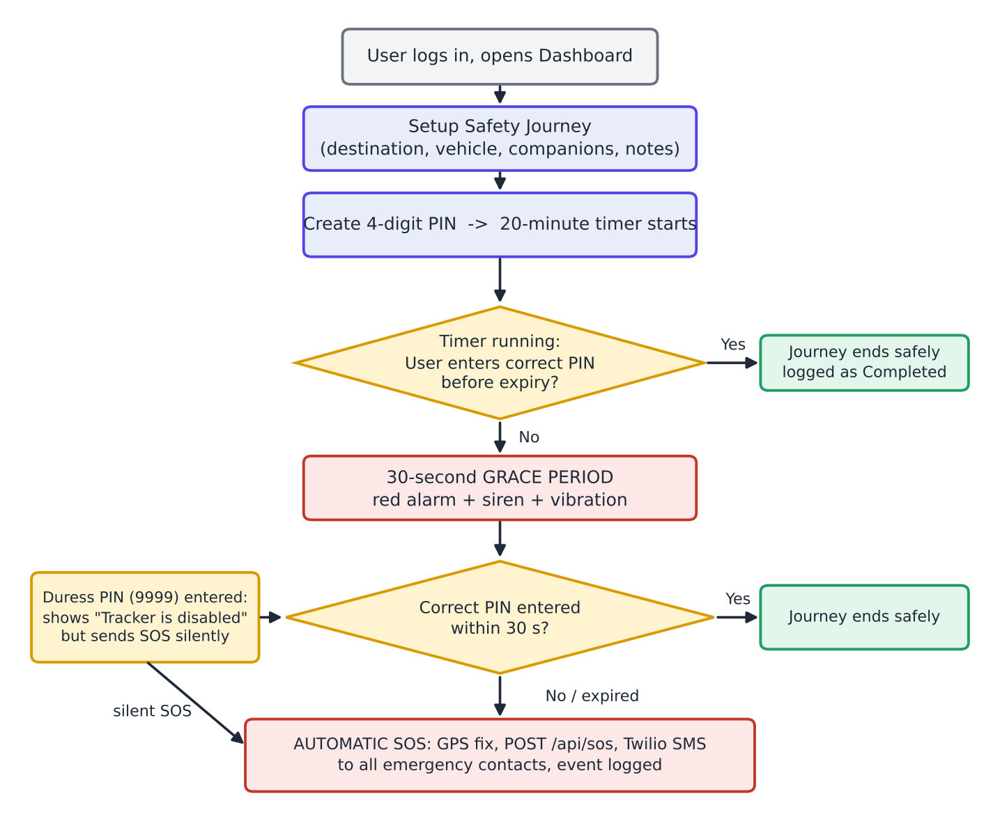 User logs in, opens Dashboard
Setup Safety Journey
(destination, vehicle, companions, notes)
Create 4-digit PIN  ->  20-minute timer starts
Timer running:
User enters correct PIN
before expiry?
Yes
Journey ends safely
logged as Completed
No
30-second GRACE PERIOD
red alarm + siren + vibration
Duress PIN (9999) entered:
shows "Tracker is disabled"
but sends SOS silently
Correct PIN entered
within 30 s?
Yes
Journey ends safely
No / expired
silent SOS
AUTOMATIC SOS: GPS fix, POST /api/sos, Twilio SMS
to all emergency contacts, event logged